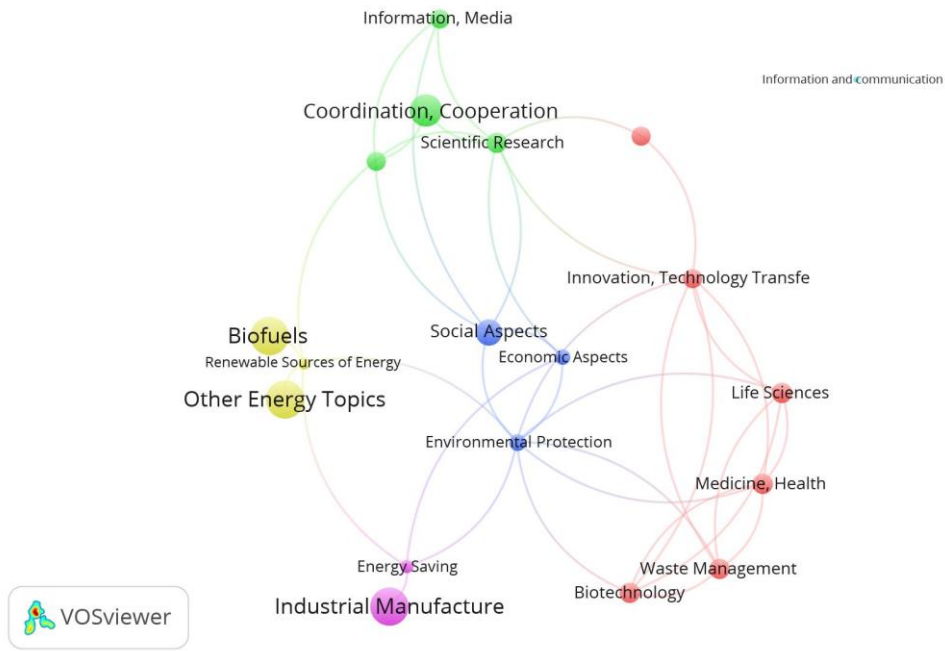 Information, Media
Information and communication
Coordination, Cooperation
Scientific Research
Innovation, Technology Transfe
Social Aspects
Biofuels
Economic Aspects
Renewable Sources of Energy
Life Sciences
Other Energy Topics
Environmental Protection
Medicine, Health
Energy Saving
Waste Management
Biotechnology
Industrial Manufacture
VOSviewer